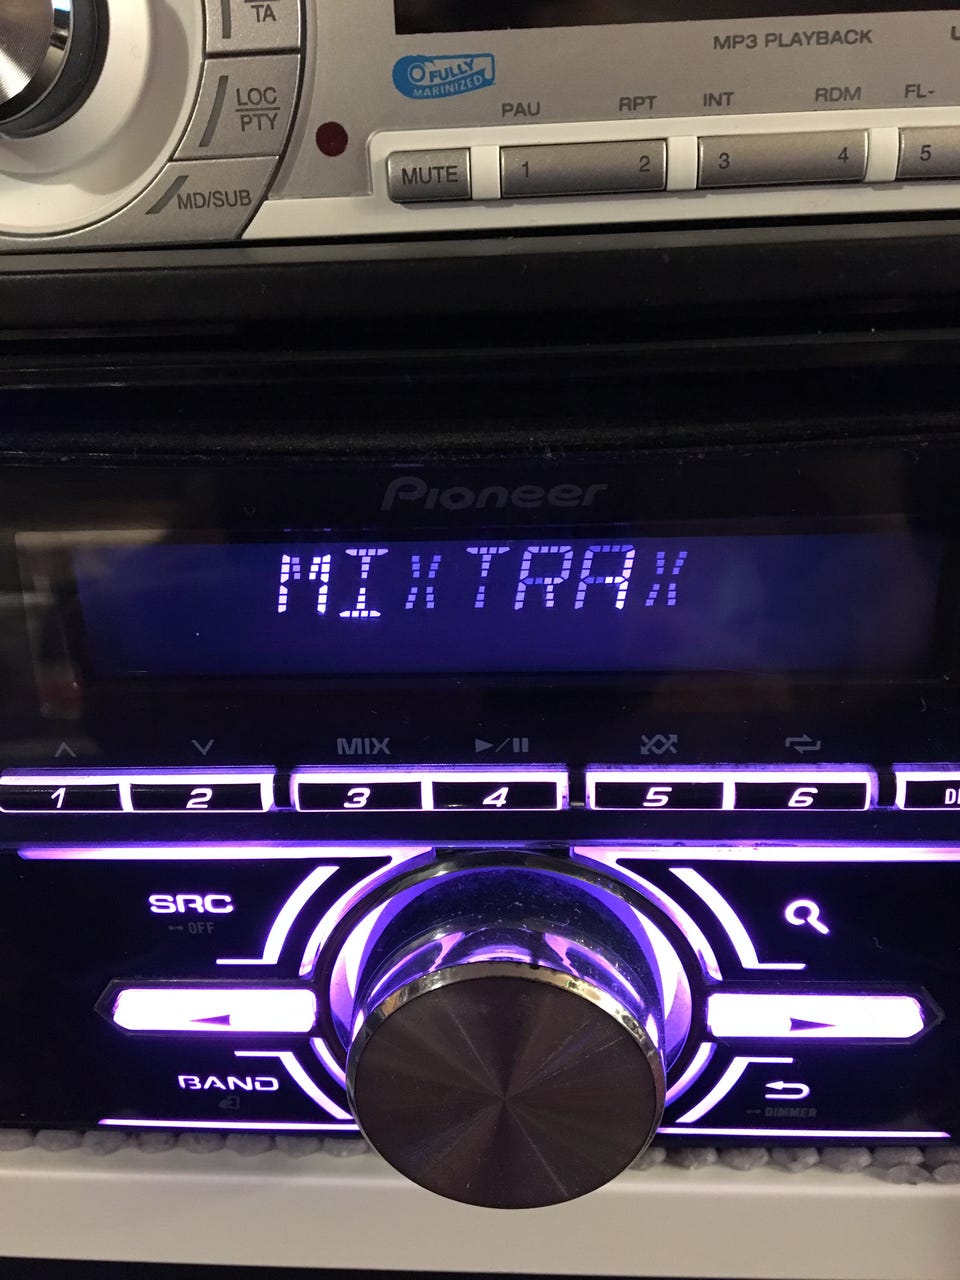 TA
MP3 PLAYBACK
FULLY
MARINIZED
LOC
PTY
PAU RPT INT RDM FL-
MUTE 1 2 3 4 5
MD/SUB
Pioneer
MIXTRAX
MIX
1 2 3 4 5 6
SRC
OFF
BAND
DIMMER